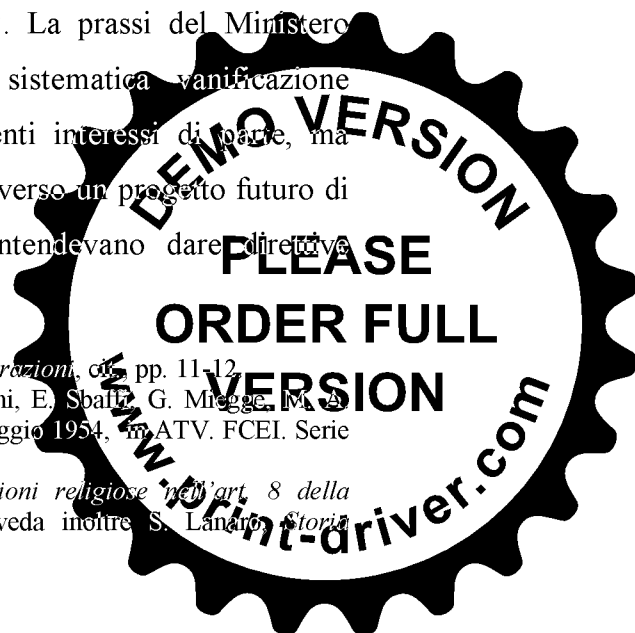 . La prassi del Ministero
sistematica vanificazione
enti interessi di parte, ma
verso un progetto futuro di
ntendevano dare direttive
razioni, cit., pp. 11-12.
ni, E. Sbaffi, G. Miegge, M. A.
ggio 1954, in ATV. FCEI. Serie
ioni religiose nell'art. 8 della
veda inoltre S. Lanaro, Storia
DEMO VERSION
PLEASE
ORDER FULL
VERSION
www.print-driver.com